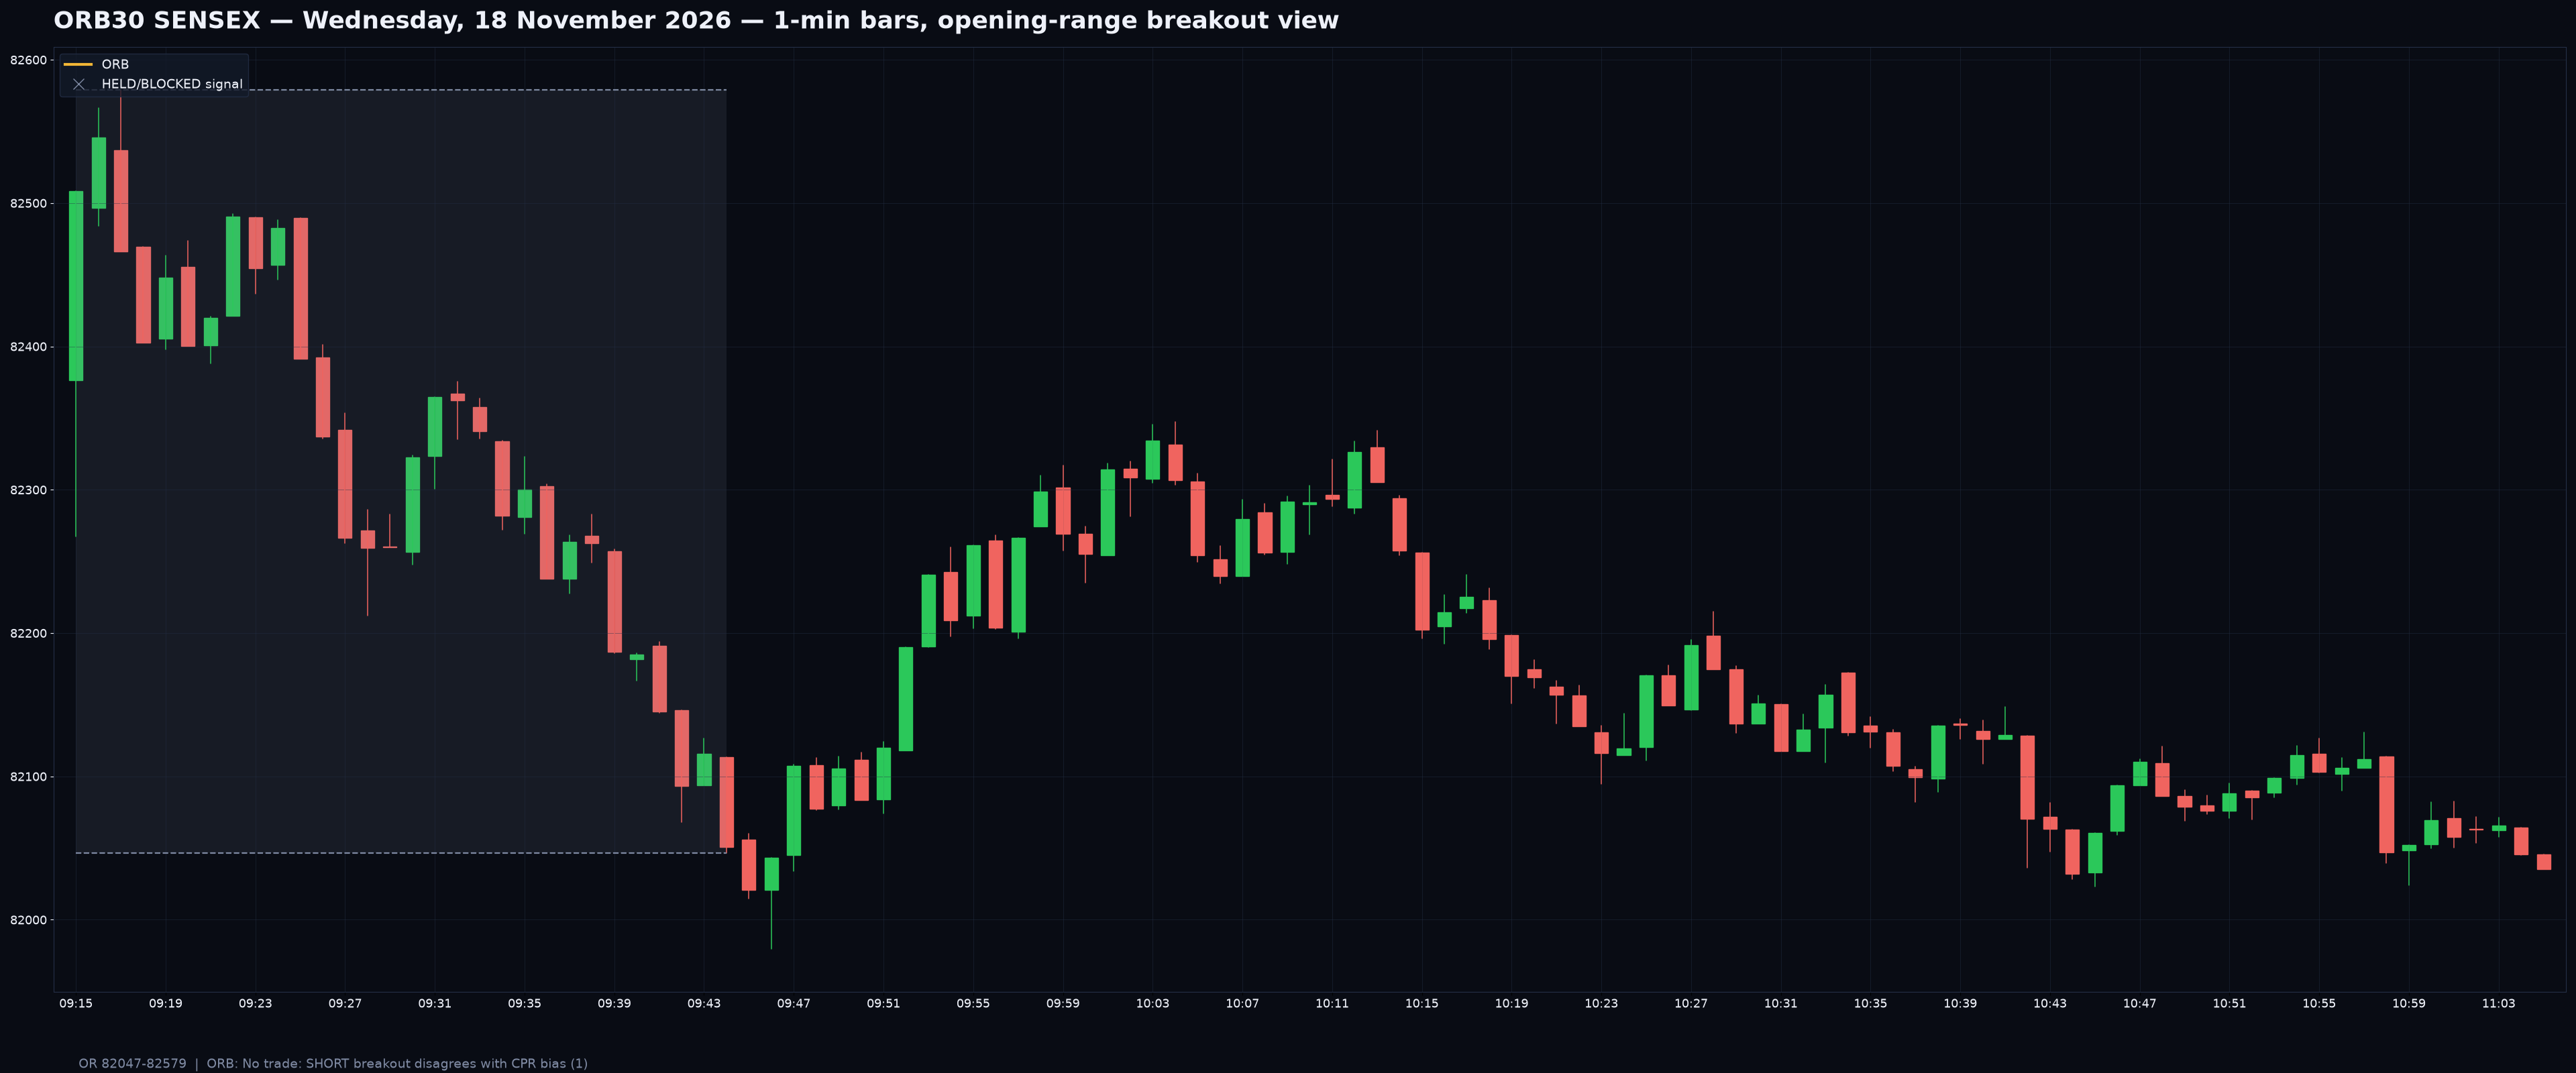 ORB30 SENSEX — Wednesday, 18 November 2026 — 1-min bars, opening-range breakout view
ORB
HELD/BLOCKED signal
82600
82500
82400
82300
82200
82100
82000
09:15 09:19 09:23 09:27 09:31 09:35 09:39 09:43 09:47 09:51 09:55 09:59 10:03 10:07 10:11 10:15 10:19 10:23 10:27 10:31 10:35 10:39 10:43 10:47 10:51 10:55 10:59 11:03
OR 82047-82579 | ORB: No trade: SHORT breakout disagrees with CPR bias (1)